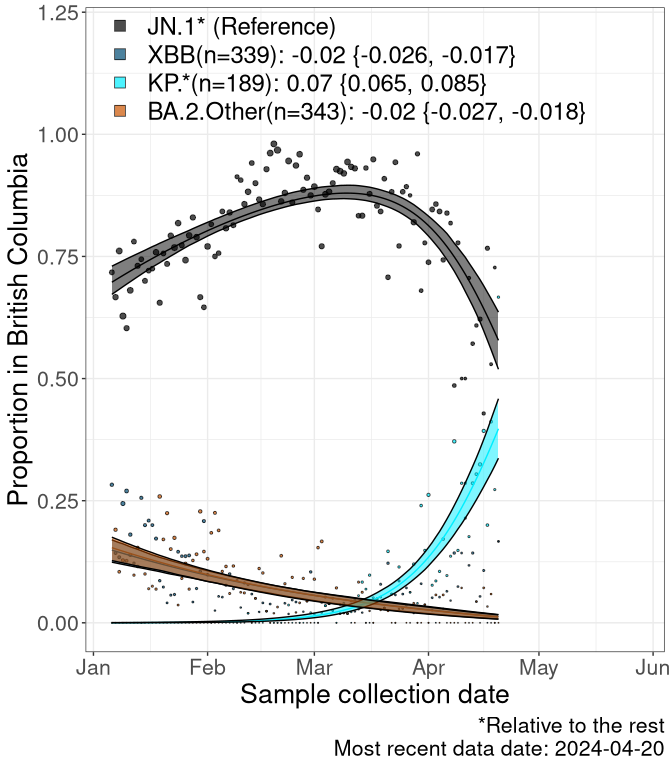 1.25
JN.1* (Reference)
XBB(n=339): -0.02 {-0.026, -0.017}
KP.*(n=189): 0.07 {0.065, 0.085}
BA.2.Other(n=343): -0.02 {-0.027, -0.018}
1.00
0.75
0.50
0.25
0.00
Proportion in British Columbia
Jan Feb Mar Apr May Jun
Sample collection date
*Relative to the rest
Most recent data date: 2024-04-20